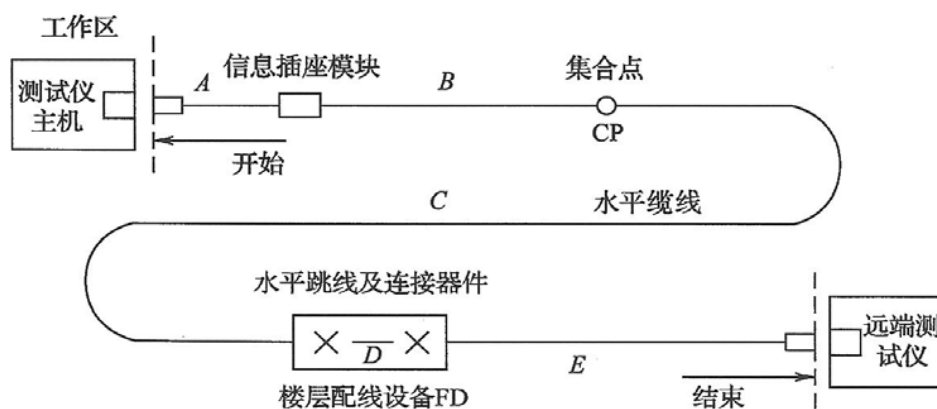 工作区
测试仪
主机
A
信息插座模块
B
集合点
CP
开始
C
水平缆线
水平跳线及连接器件
D
E
楼层配线设备FD
结束
远端测
试仪